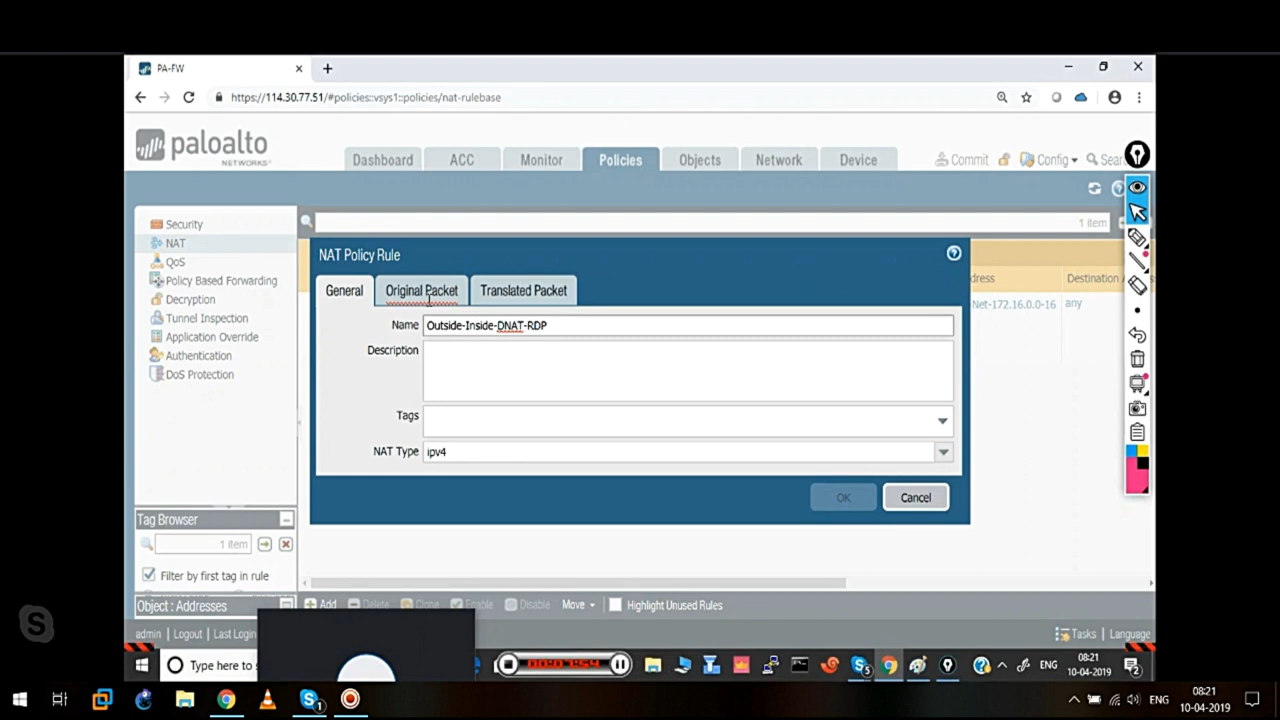 PA-FW
https://114.30.77.51/#policies::vsys1::policies/nat-rulebase
paloalto
NETWORKS
Dashboard ACC Monitor Policies Objects Network Device Commit Config
1 item
Security
NAT
QoS
Policy Based Forwarding
Decryption
Tunnel Inspection
Application Override
Authentication
DoS Protection
NAT Policy Rule
General Original Packet Translated Packet
Name Outside-Inside-DNAT-RDP
Description
Tags
NAT Type ipv4
OK Cancel
Destination
Net-172.16.0.0-16 any
Tag Browser
1 item
Filter by first tag in rule
Object : Addresses
Add Delete Clone Enable Disable Move Highlight Unused Rules
admin | Logout | Last Login
Tasks | Language
Type here to
ENG 08:21
10-04-2019
2
S
ENG 08:21
10-04-2019